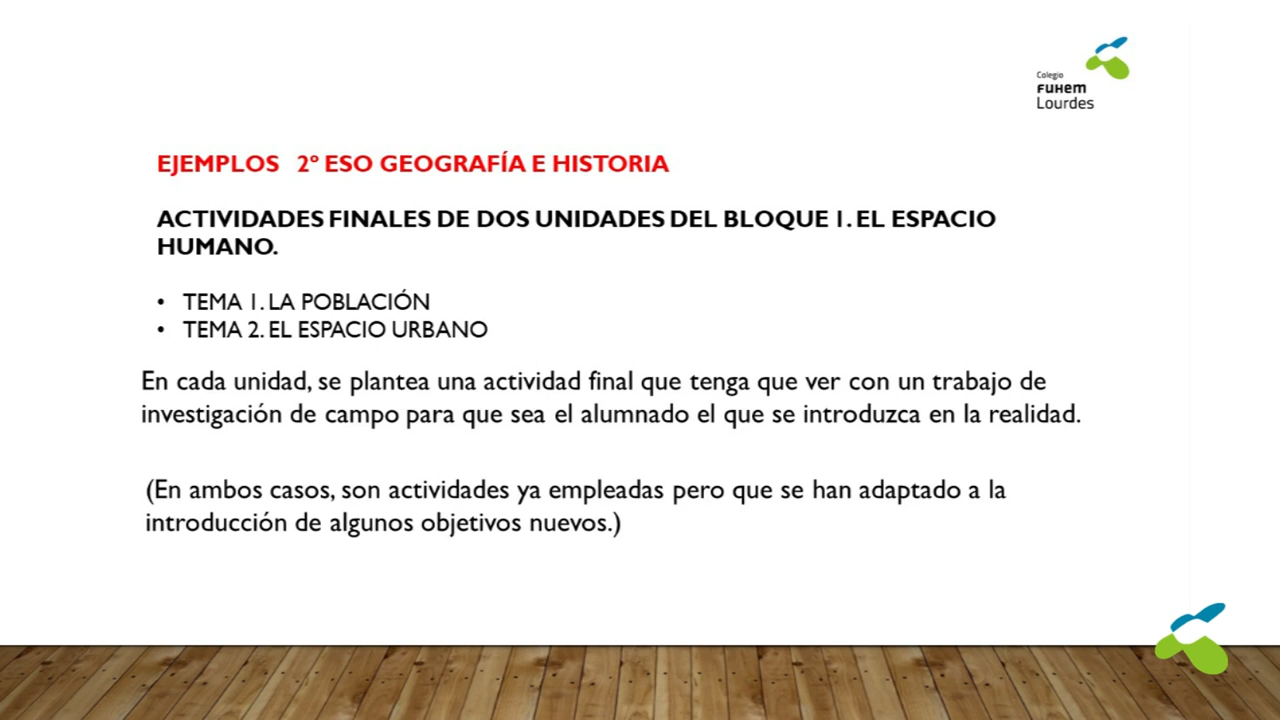 Colegio
FUHEM
Lourdes
EJEMPLOS 2º ESO GEOGRAFÍA E HISTORIA
ACTIVIDADES FINALES DE DOS UNIDADES DEL BLOQUE 1. EL ESPACIO
HUMANO.
• TEMA 1. LA POBLACIÓN
• TEMA 2. EL ESPACIO URBANO
En cada unidad, se plantea una actividad final que tenga que ver con un trabajo de
investigación de campo para que sea el alumnado el que se introduzca en la realidad.
(En ambos casos, son actividades ya empleadas pero que se han adaptado a la
introducción de algunos objetivos nuevos.)